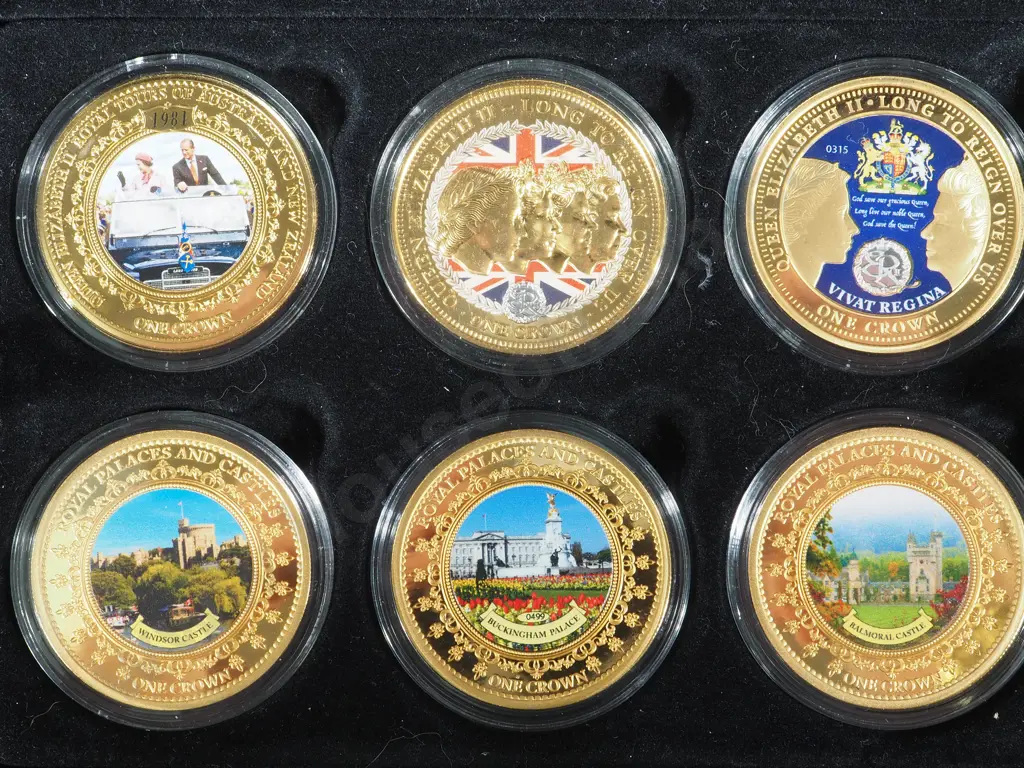 QUEEN ELIZABETH II ROYAL TOURS OF AUSTRALIA & NEW ZEALAND
1981
ONE CROWN
QUEEN ELIZABETH II - LONG TO
ONE CROWN
QUEEN ELIZABETH II • LONG TO REIGN OVER US
0315
God save our gracious Queen,
Long live our noble Queen,
God save the Queen!
VIVAT REGINA
ONE CROWN
ROYAL PALACES AND CASTLES
WINDSOR CASTLE
ONE CROWN
ROYAL PALACES AND CASTLES
0499
BUCKINGHAM PALACE
ONE CROWN
ROYAL PALACES AND CASTLES
BALMORAL CASTLE
ONE CROWN